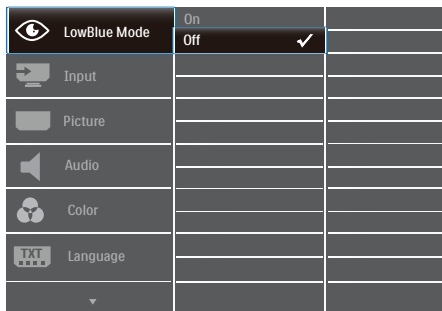 LowBlue Mode
On
Off
Input
Picture
Audio
Color
TXT
Language